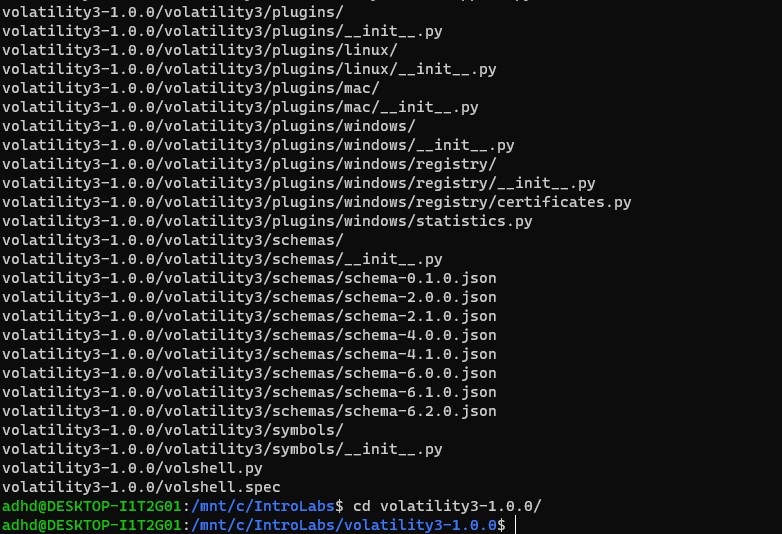 volatility3-1.0.0/volatility3/plugins/
volatility3-1.0.0/volatility3/plugins/__init__.py
volatility3-1.0.0/volatility3/plugins/linux/
volatility3-1.0.0/volatility3/plugins/linux/__init__.py
volatility3-1.0.0/volatility3/plugins/mac/
volatility3-1.0.0/volatility3/plugins/mac/__init__.py
volatility3-1.0.0/volatility3/plugins/windows/
volatility3-1.0.0/volatility3/plugins/windows/__init__.py
volatility3-1.0.0/volatility3/plugins/windows/registry/
volatility3-1.0.0/volatility3/plugins/windows/registry/__init__.py
volatility3-1.0.0/volatility3/plugins/windows/registry/certificates.py
volatility3-1.0.0/volatility3/plugins/windows/statistics.py
volatility3-1.0.0/volatility3/schemas/
volatility3-1.0.0/volatility3/schemas/__init__.py
volatility3-1.0.0/volatility3/schemas/schema-0.1.0.json
volatility3-1.0.0/volatility3/schemas/schema-2.0.0.json
volatility3-1.0.0/volatility3/schemas/schema-2.1.0.json
volatility3-1.0.0/volatility3/schemas/schema-4.0.0.json
volatility3-1.0.0/volatility3/schemas/schema-4.1.0.json
volatility3-1.0.0/volatility3/schemas/schema-6.0.0.json
volatility3-1.0.0/volatility3/schemas/schema-6.1.0.json
volatility3-1.0.0/volatility3/schemas/schema-6.2.0.json
volatility3-1.0.0/volatility3/symbols/
volatility3-1.0.0/volatility3/symbols/__init__.py
volatility3-1.0.0/volshell.py
volatility3-1.0.0/volshell.spec
adhd@DESKTOP-I1T2G01:/mnt/c/IntroLabs$ cd volatility3-1.0.0/
adhd@DESKTOP-I1T2G01:/mnt/c/IntroLabs/volatility3-1.0.0$